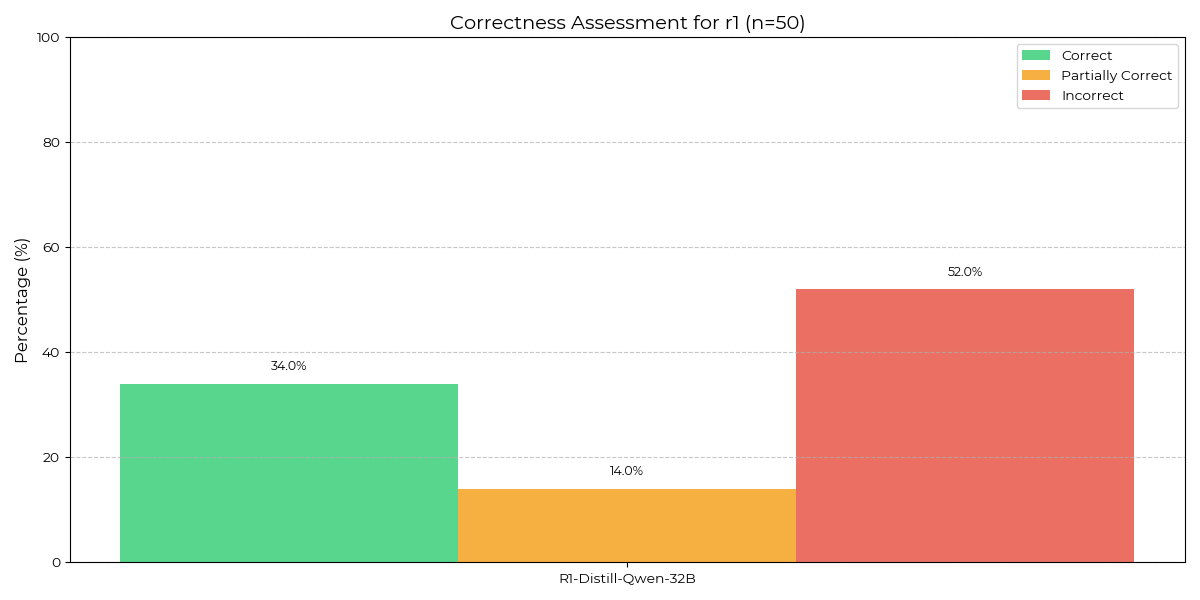 Correctness Assessment for r1 (n=50)
100
80
60
40
20
0
Percentage (%)
Correct
Partially Correct
Incorrect
34.0%
14.0%
52.0%
R1-Distill-Qwen-32B